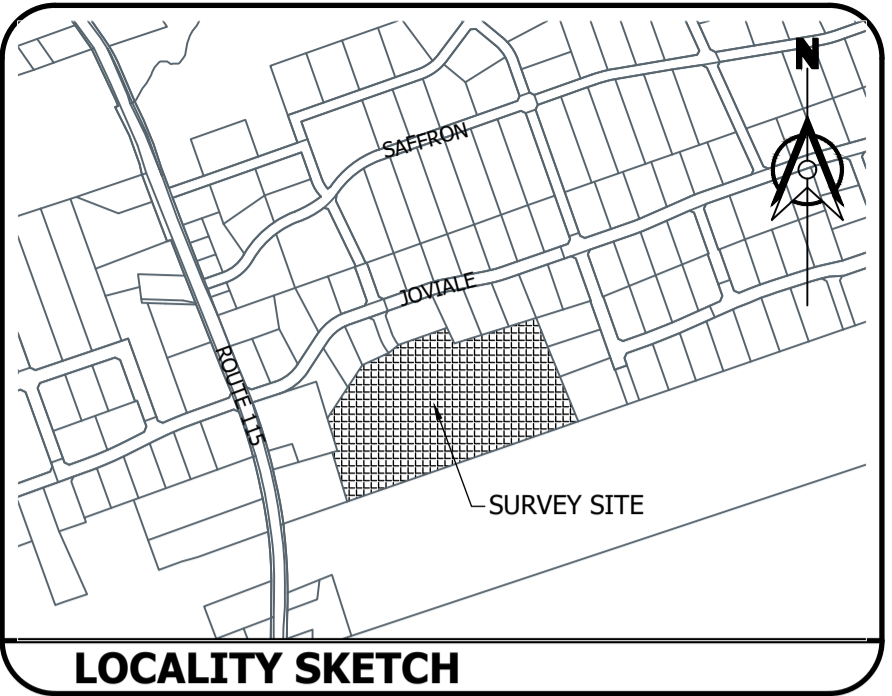 N
SAFFRON
JOVIALE
ROUTE 115
SURVEY SITE
LOCALITY SKETCH